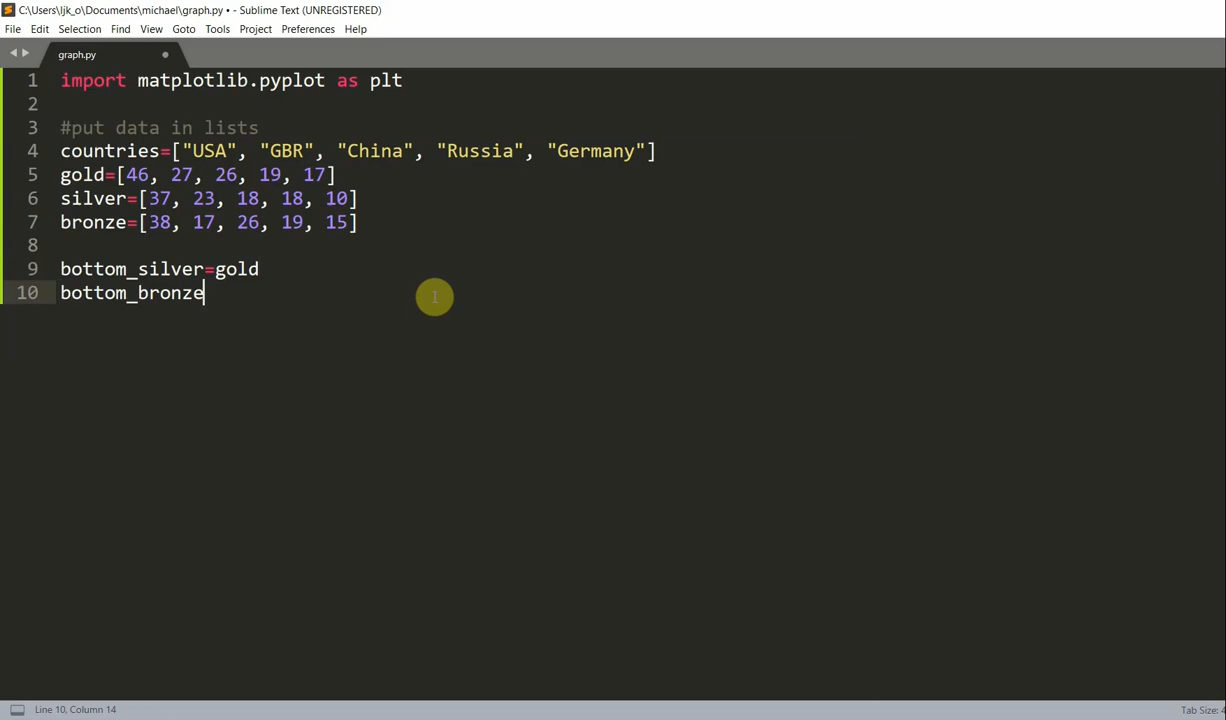 C:\Users\ljk_o\Documents\michael\graph.py • - Sublime Text (UNREGISTERED)
File Edit Selection Find View Goto Tools Project Preferences Help
graph.py
1 import matplotlib.pyplot as plt
2
3 #put data in lists
4 countries=["USA", "GBR", "China", "Russia", "Germany"]
5 gold=[46, 27, 26, 19, 17]
6 silver=[37, 23, 18, 18, 10]
7 bronze=[38, 17, 26, 19, 15]
8
9 bottom_silver=gold
10 bottom_bronze
Line 10, Column 14
Tab Size: 4